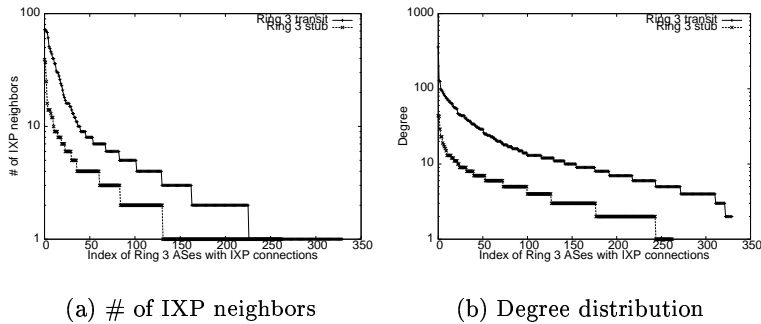 100
10
1
# of IXP neighbors
Ring 3 transit
Ring 3 stub
0 50 100 150 200 250 300 350
Index of Ring 3 ASes with IXP connections
(a) # of IXP neighbors
1000
100
10
1
Degree
Ring 3 transit
Ring 3 stub
0 50 100 150 200 250 300 350
Index of Ring 3 ASes with IXP connections
(b) Degree distribution